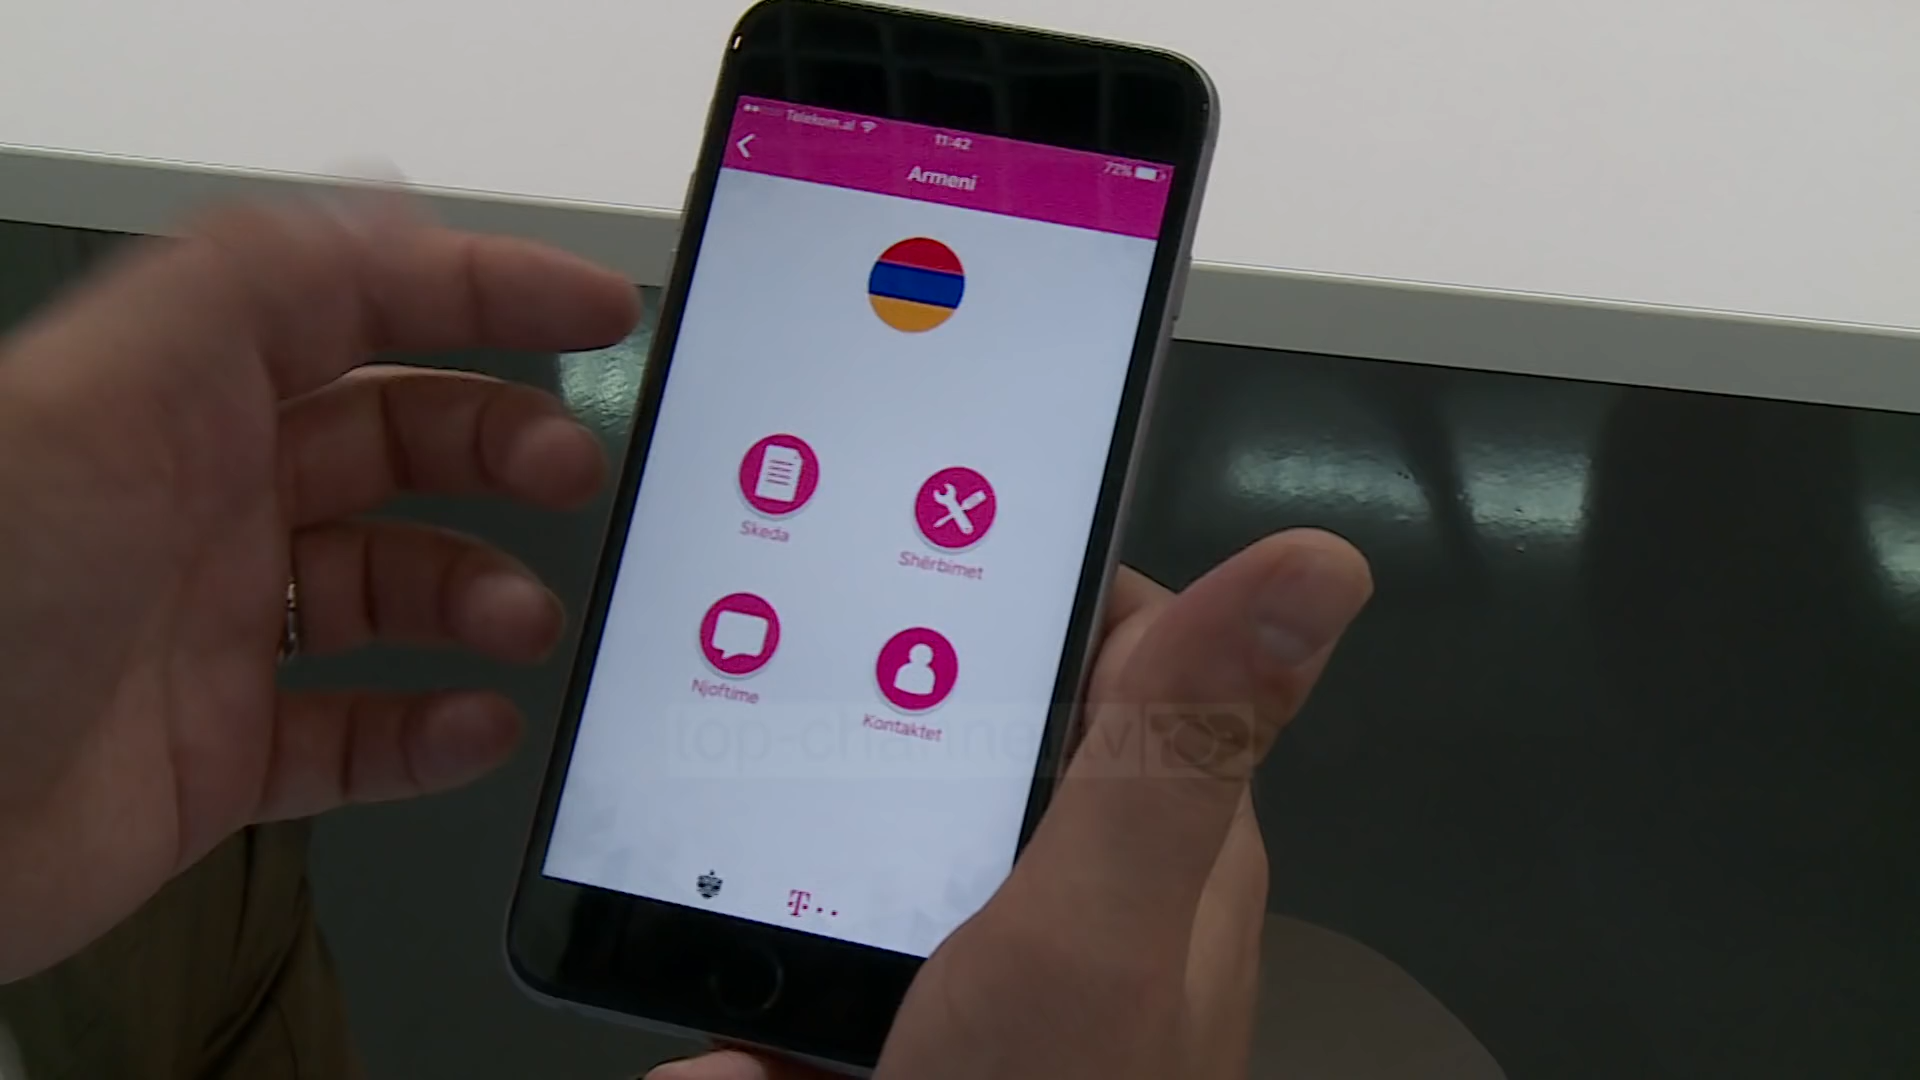 Telekom.al
11:42
72%
Armeni
Skeda
Shërbimet
Njoftime
Kontaktet
top-channel.tv
T..